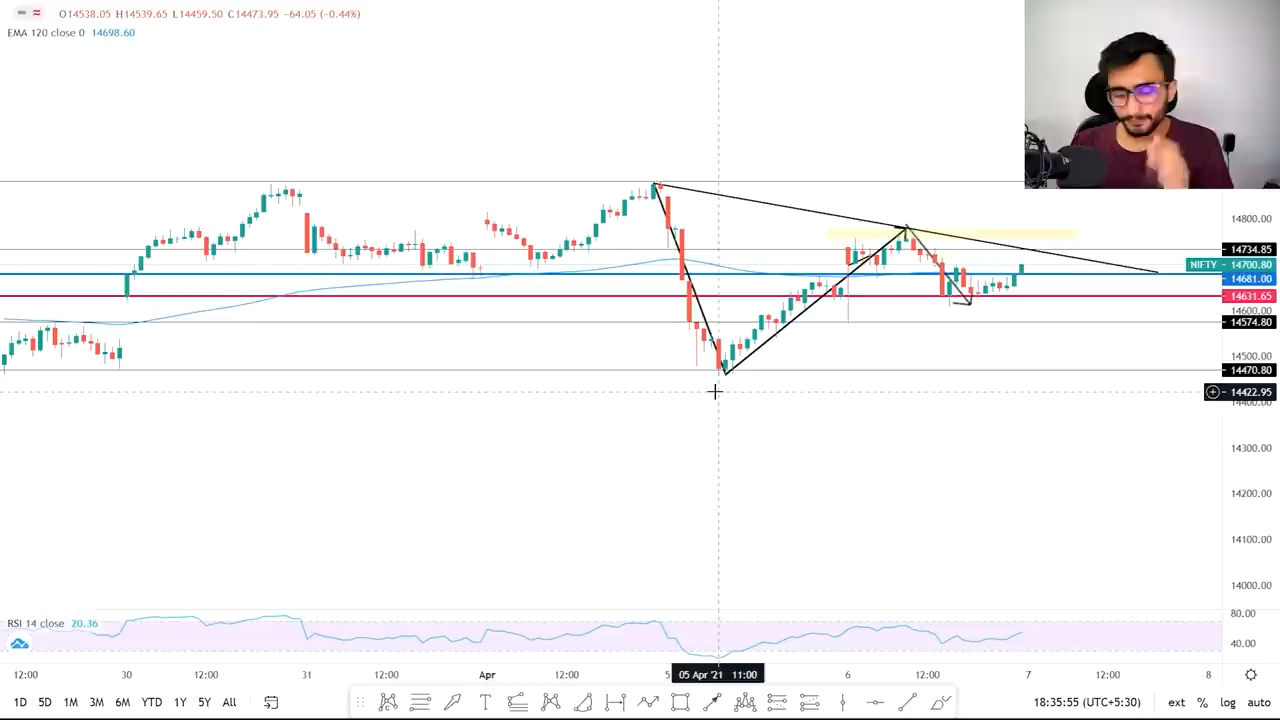 O14538.05 H14539.65 L14459.50 C14473.95 −64.05 (−0.44%)
EMA 120 close 0 14698.60
14800.00
14734.85
NIFTY 14700.80
14681.00
14631.65
14600.00
14574.80
14500.00
14470.80
14422.95
14400.00
14300.00
14200.00
14100.00
14000.00
RSI 14 close 20.36
80.00
40.00
30 12:00 31 12:00 Apr 12:00 5 05 Apr '21 11:00 6 12:00 7 12:00 8
1D 5D 1M 3M 6M YTD 1Y 5Y All
18:35:55 (UTC+5:30) ext % log auto